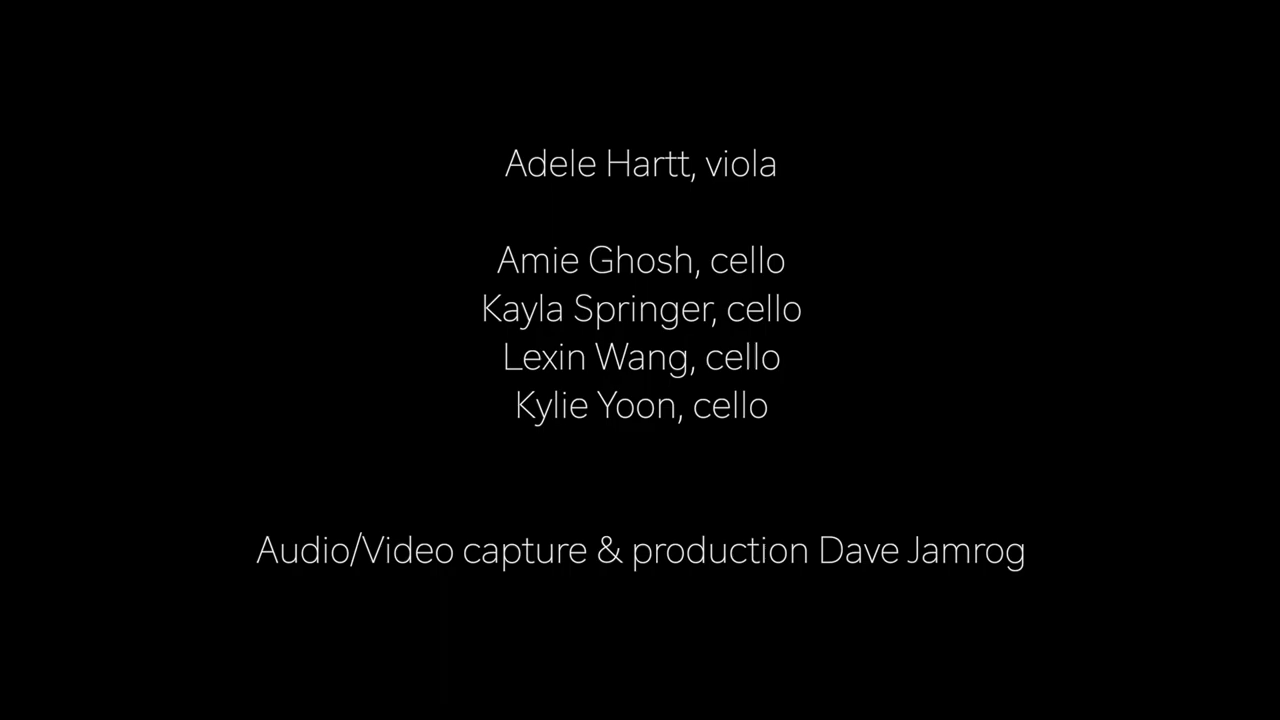 Adele Hartt, viola
Amie Ghosh, cello
Kayla Springer, cello
Lexin Wang, cello
Kylie Yoon, cello
Audio/Video capture & production Dave Jamrog